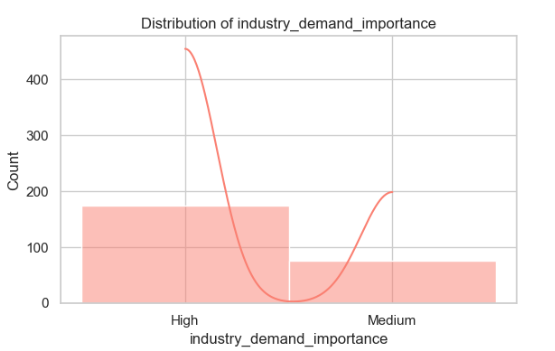 Distribution of industry_demand_importance
400
300
200
100
0
Count
High Medium
industry_demand_importance